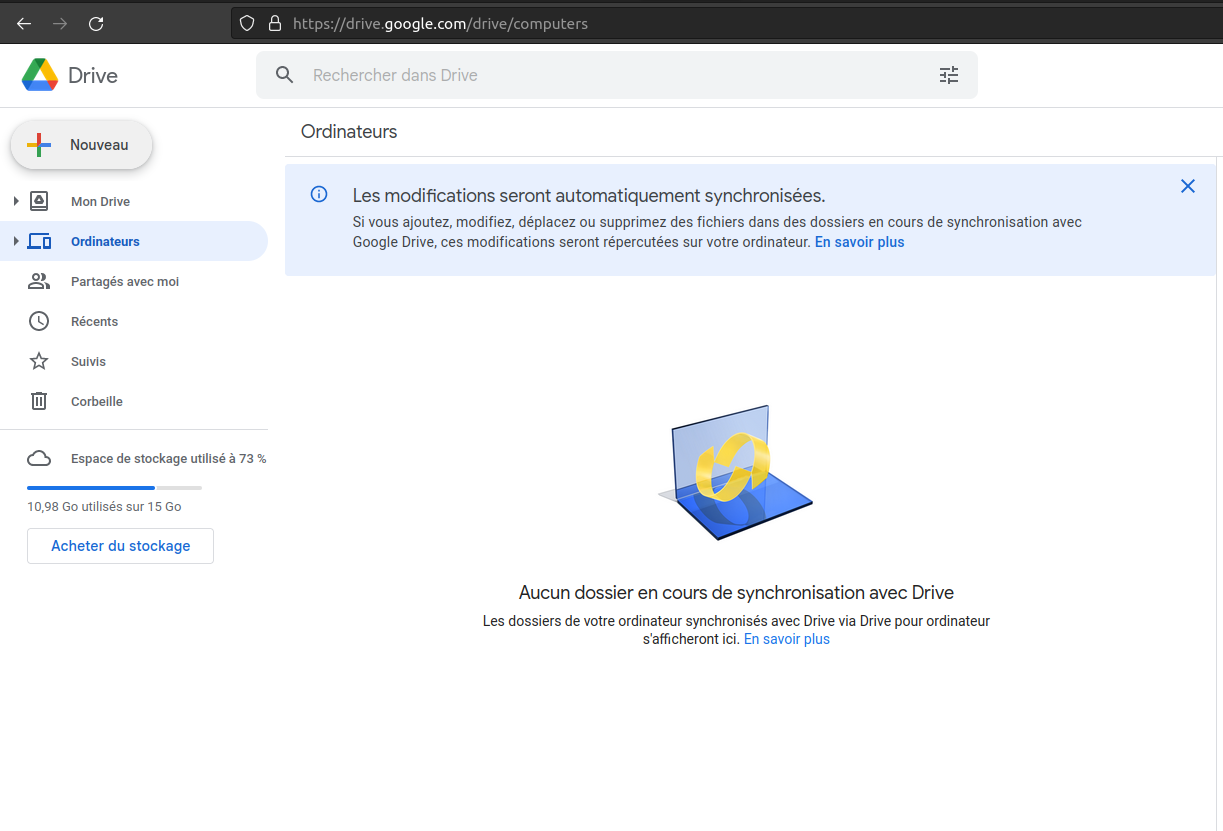 https://drive.google.com/drive/computers
Drive
Rechercher dans Drive
Nouveau
Mon Drive
Ordinateurs
Partagés avec moi
Récents
Suivis
Corbeille
Espace de stockage utilisé à 73 %
10,98 Go utilisés sur 15 Go
Acheter du stockage
Ordinateurs
Les modifications seront automatiquement synchronisées.
Si vous ajoutez, modifiez, déplacez ou supprimez des fichiers dans des dossiers en cours de synchronisation avec
Google Drive, ces modifications seront répercutées sur votre ordinateur. En savoir plus
Aucun dossier en cours de synchronisation avec Drive
Les dossiers de votre ordinateur synchronisés avec Drive via Drive pour ordinateur
s'afficheront ici. En savoir plus